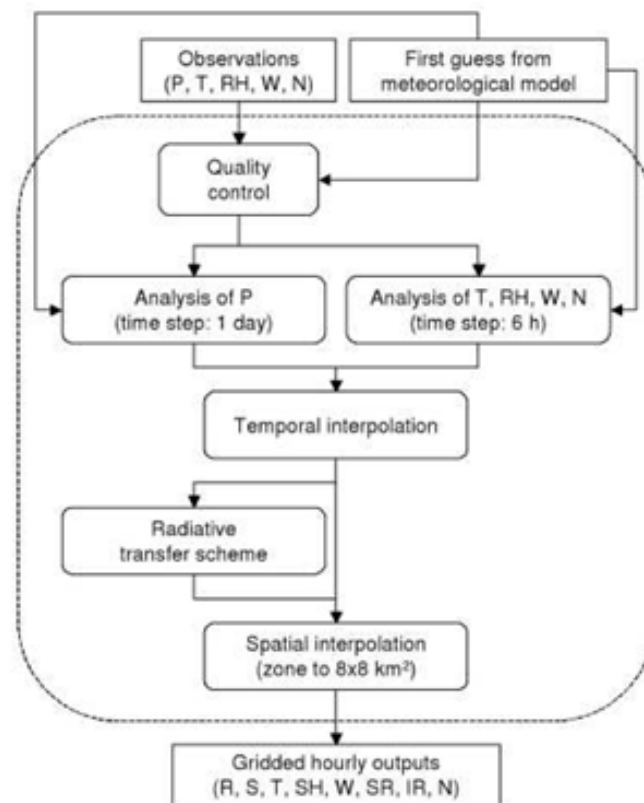 Observations
(P, T, RH, W, N)
First guess from
meteorological model
Quality
control
Analysis of P
(time step: 1 day)
Analysis of T, RH, W, N
(time step: 6 h)
Temporal interpolation
Radiative
transfer scheme
Spatial interpolation
(zone to 8x8 km²)
Gridded hourly outputs
(R, S, T, SH, W, SR, IR, N)